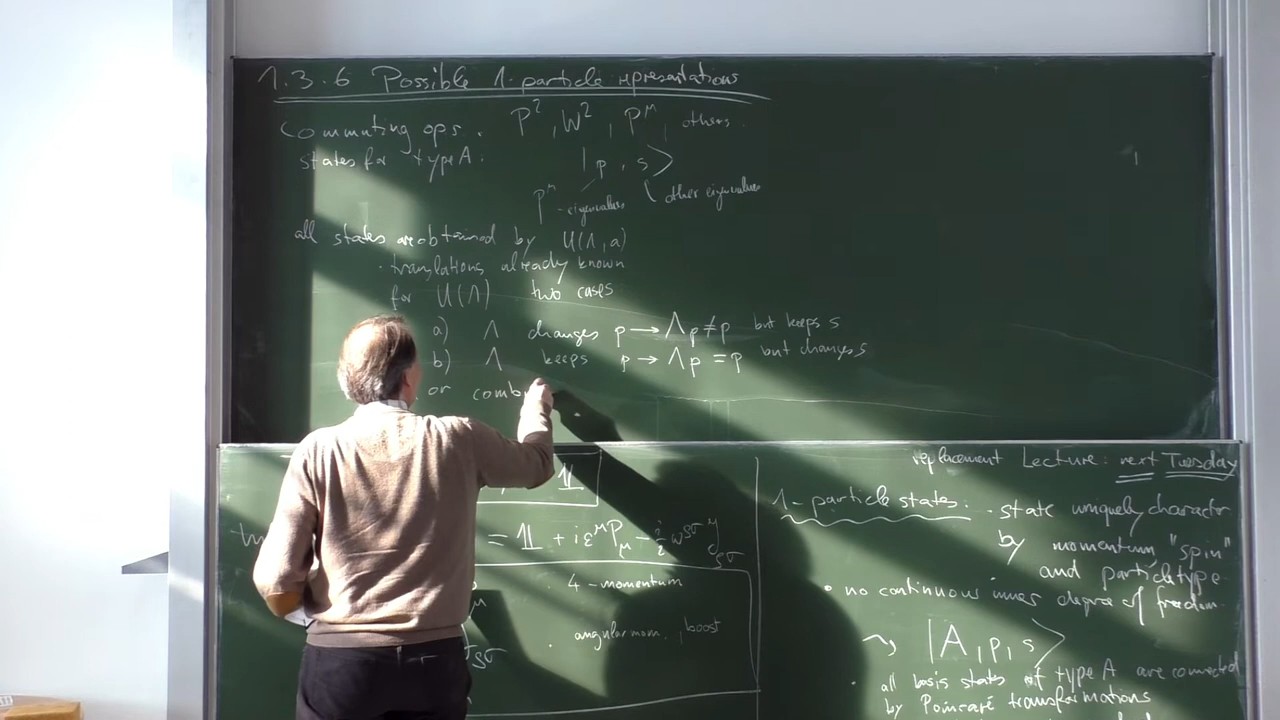 1.3.6 Possible 1-particle representations
Commuting ops. P², W², P^μ, others.
states for type A: |p, s⟩
P^μ-eigenvalues other eigenvalues
all states are obtained by U(Λ, a)
· translations already known
for U(Λ) two cases
a) Λ changes p → Λp ≠ p but keeps s
b) Λ keeps p → Λp = p but changes s
or comb
, 𝟙
= 𝟙 + iε^μ P_μ - i/2 ω^ρσ J_ρσ
μ · 4-momentum
ρσ · angular mom., boost
replacement Lecture: next Tuesday
1-particle states: · state uniquely character
by momentum "spin"
and particle type
• no continuous inner degree of freedom
⤳ |A, p, s⟩
· all basis states of type A are connected
by Poincaré transformations